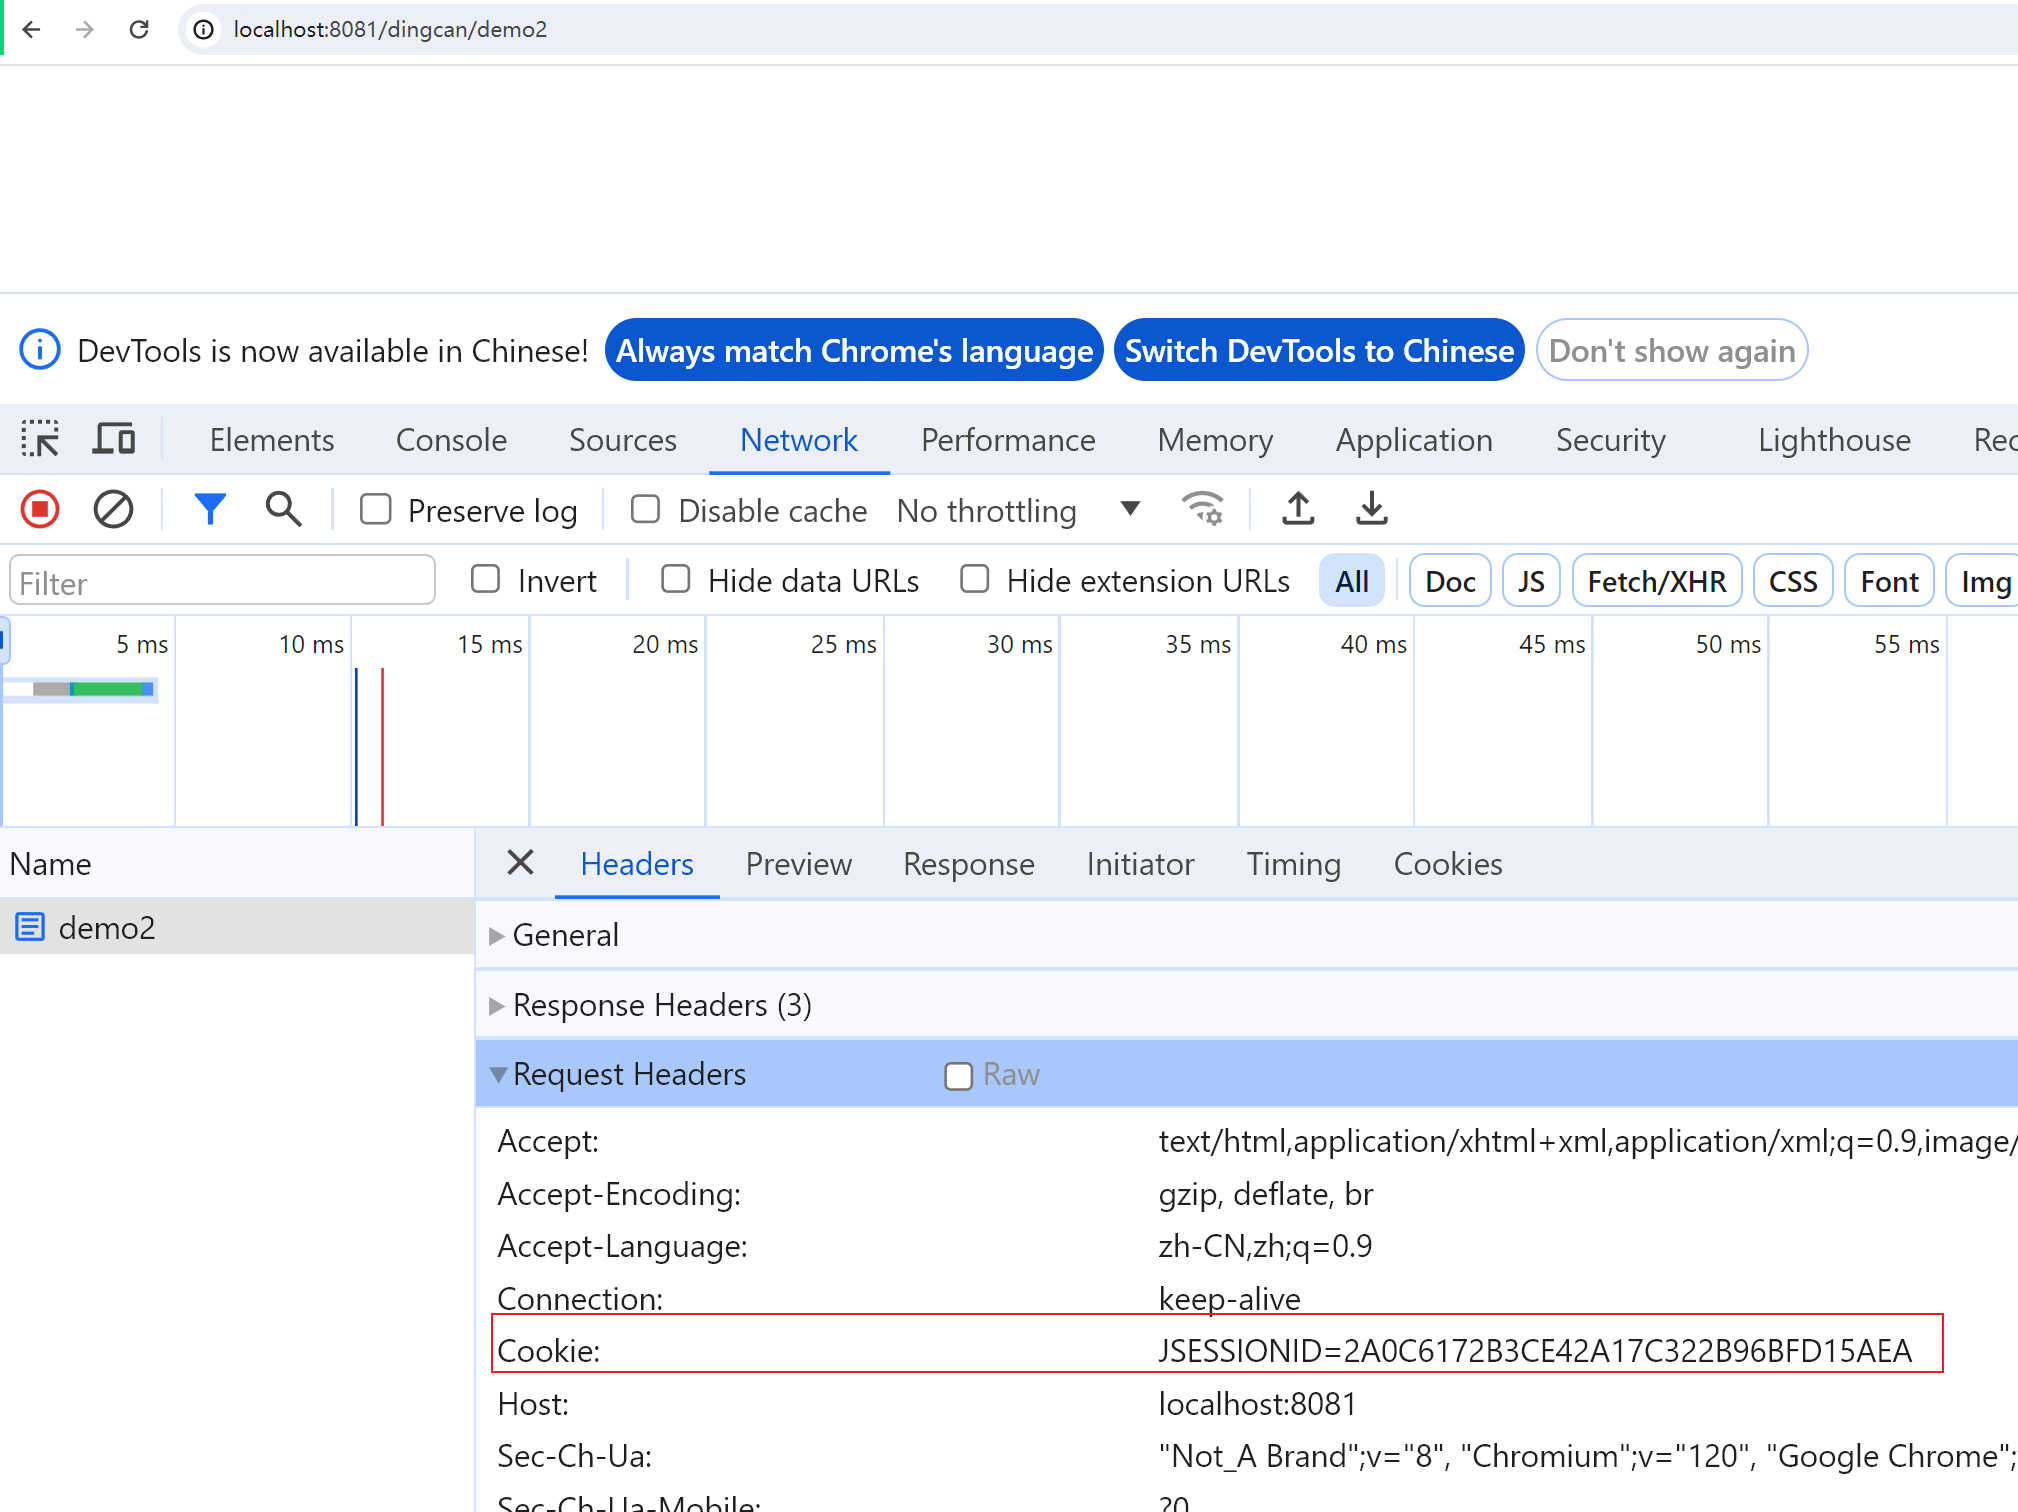 localhost:8081/dingcan/demo2
DevTools is now available in Chinese! Always match Chrome's language Switch DevTools to Chinese Don't show again
Elements Console Sources Network Performance Memory Application Security Lighthouse Rec
Preserve log Disable cache No throttling
Filter Invert Hide data URLs Hide extension URLs All Doc JS Fetch/XHR CSS Font Img
5 ms 10 ms 15 ms 20 ms 25 ms 30 ms 35 ms 40 ms 45 ms 50 ms 55 ms
Name Headers Preview Response Initiator Timing Cookies
demo2
General
Response Headers (3)
Request Headers Raw
Accept: text/html,application/xhtml+xml,application/xml;q=0.9,image/
Accept-Encoding: gzip, deflate, br
Accept-Language: zh-CN,zh;q=0.9
Connection: keep-alive
Cookie: JSESSIONID=2A0C6172B3CE42A17C322B96BFD15AEA
Host: localhost:8081
Sec-Ch-Ua: "Not_A Brand";v="8", "Chromium";v="120", "Google Chrome";
Sec-Ch-Ua-Mobile: ?0